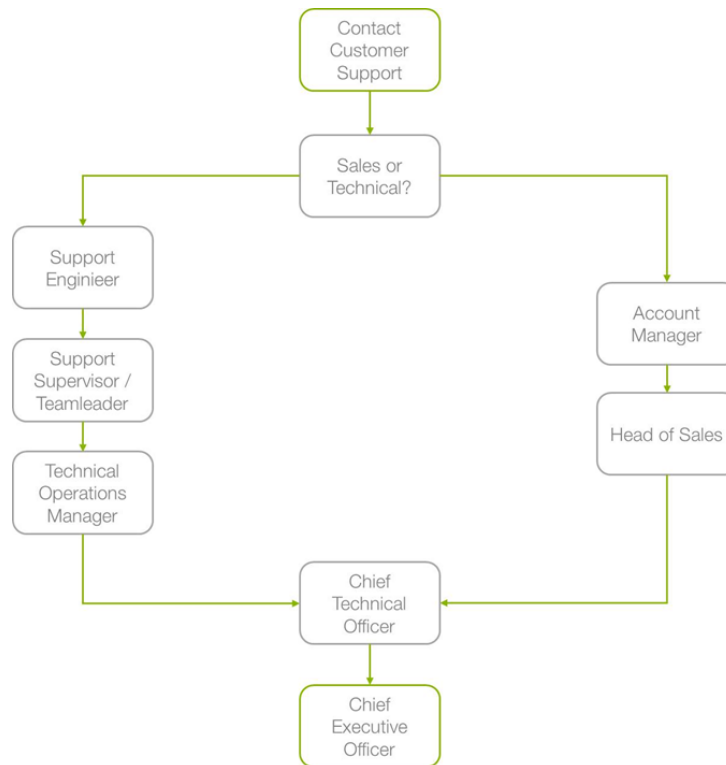 Contact
Customer
Support
Sales or
Technical?
Support
Enginieer
Support
Supervisor /
Teamleader
Technical
Operations
Manager
Account
Manager
Head of Sales
Chief
Technical
Officer
Chief
Executive
Officer